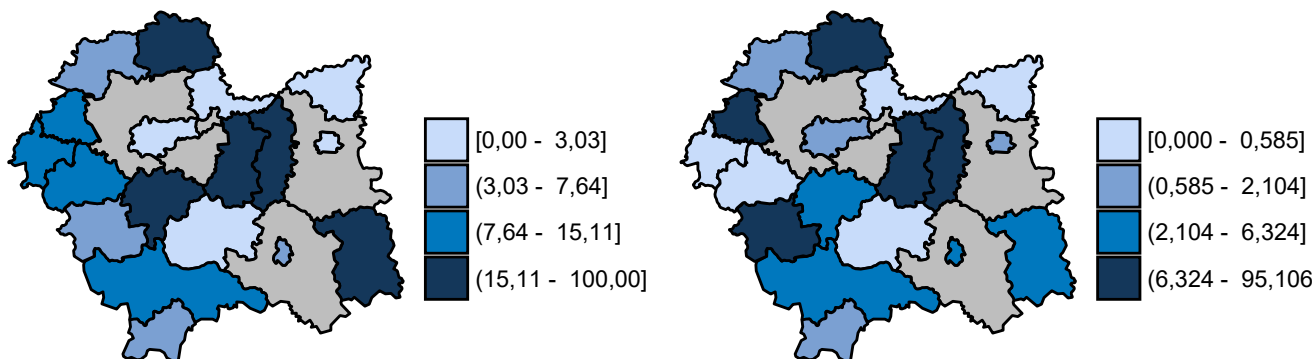 [0,00 - 3,03]
(3,03 - 7,64]
(7,64 - 15,11]
(15,11 - 100,00]
[0,000 - 0,585]
(0,585 - 2,104]
(2,104 - 6,324]
(6,324 - 95,106